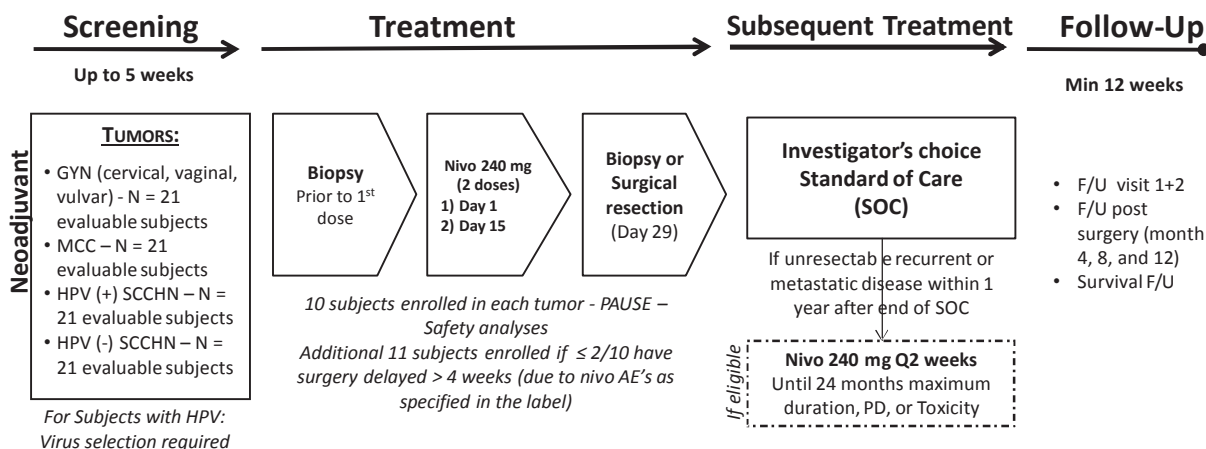 Screening
Treatment
Subsequent Treatment
Follow-Up
Up to 5 weeks
Min 12 weeks
Neoadjuvant
TUMORS:
• GYN (cervical, vaginal,
vulvar) - N = 21
evaluable subjects
• MCC – N = 21
evaluable subjects
• HPV (+) SCCHN – N =
21 evaluable subjects
• HPV (-) SCCHN – N =
21 evaluable subjects
For Subjects with HPV:
Virus selection required
Biopsy
Prior to 1st
dose
Nivo 240 mg
(2 doses)
1) Day 1
2) Day 15
Biopsy or
Surgical
resection
(Day 29)
10 subjects enrolled in each tumor - PAUSE –
Safety analyses
Additional 11 subjects enrolled if ≤ 2/10 have
surgery delayed > 4 weeks (due to nivo AE's as
specified in the label)
Investigator's choice
Standard of Care
(SOC)
If unresectable recurrent or
metastatic disease within 1
year after end of SOC
If eligible
Nivo 240 mg Q2 weeks
Until 24 months maximum
duration, PD, or Toxicity
• F/U visit 1+2
• F/U post
surgery (month
4, 8, and 12)
• Survival F/U